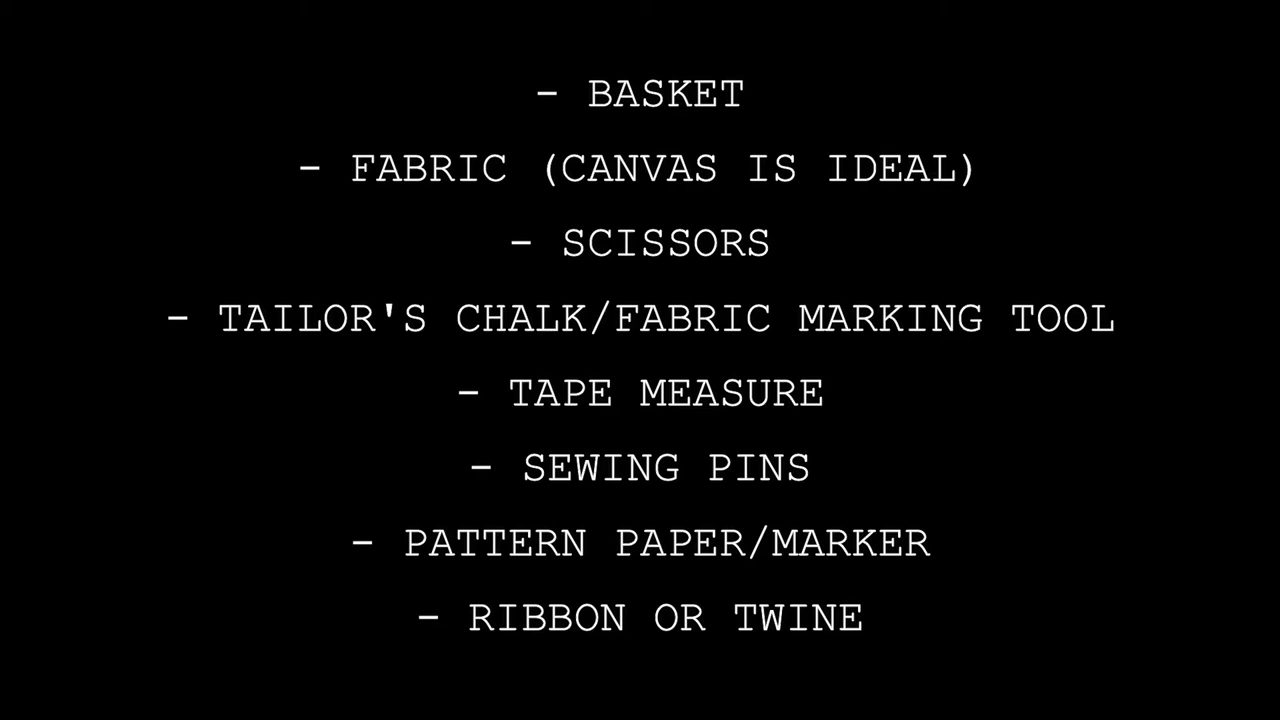 - BASKET
- FABRIC (CANVAS IS IDEAL)
- SCISSORS
- TAILOR'S CHALK/FABRIC MARKING TOOL
- TAPE MEASURE
- SEWING PINS
- PATTERN PAPER/MARKER
- RIBBON OR TWINE